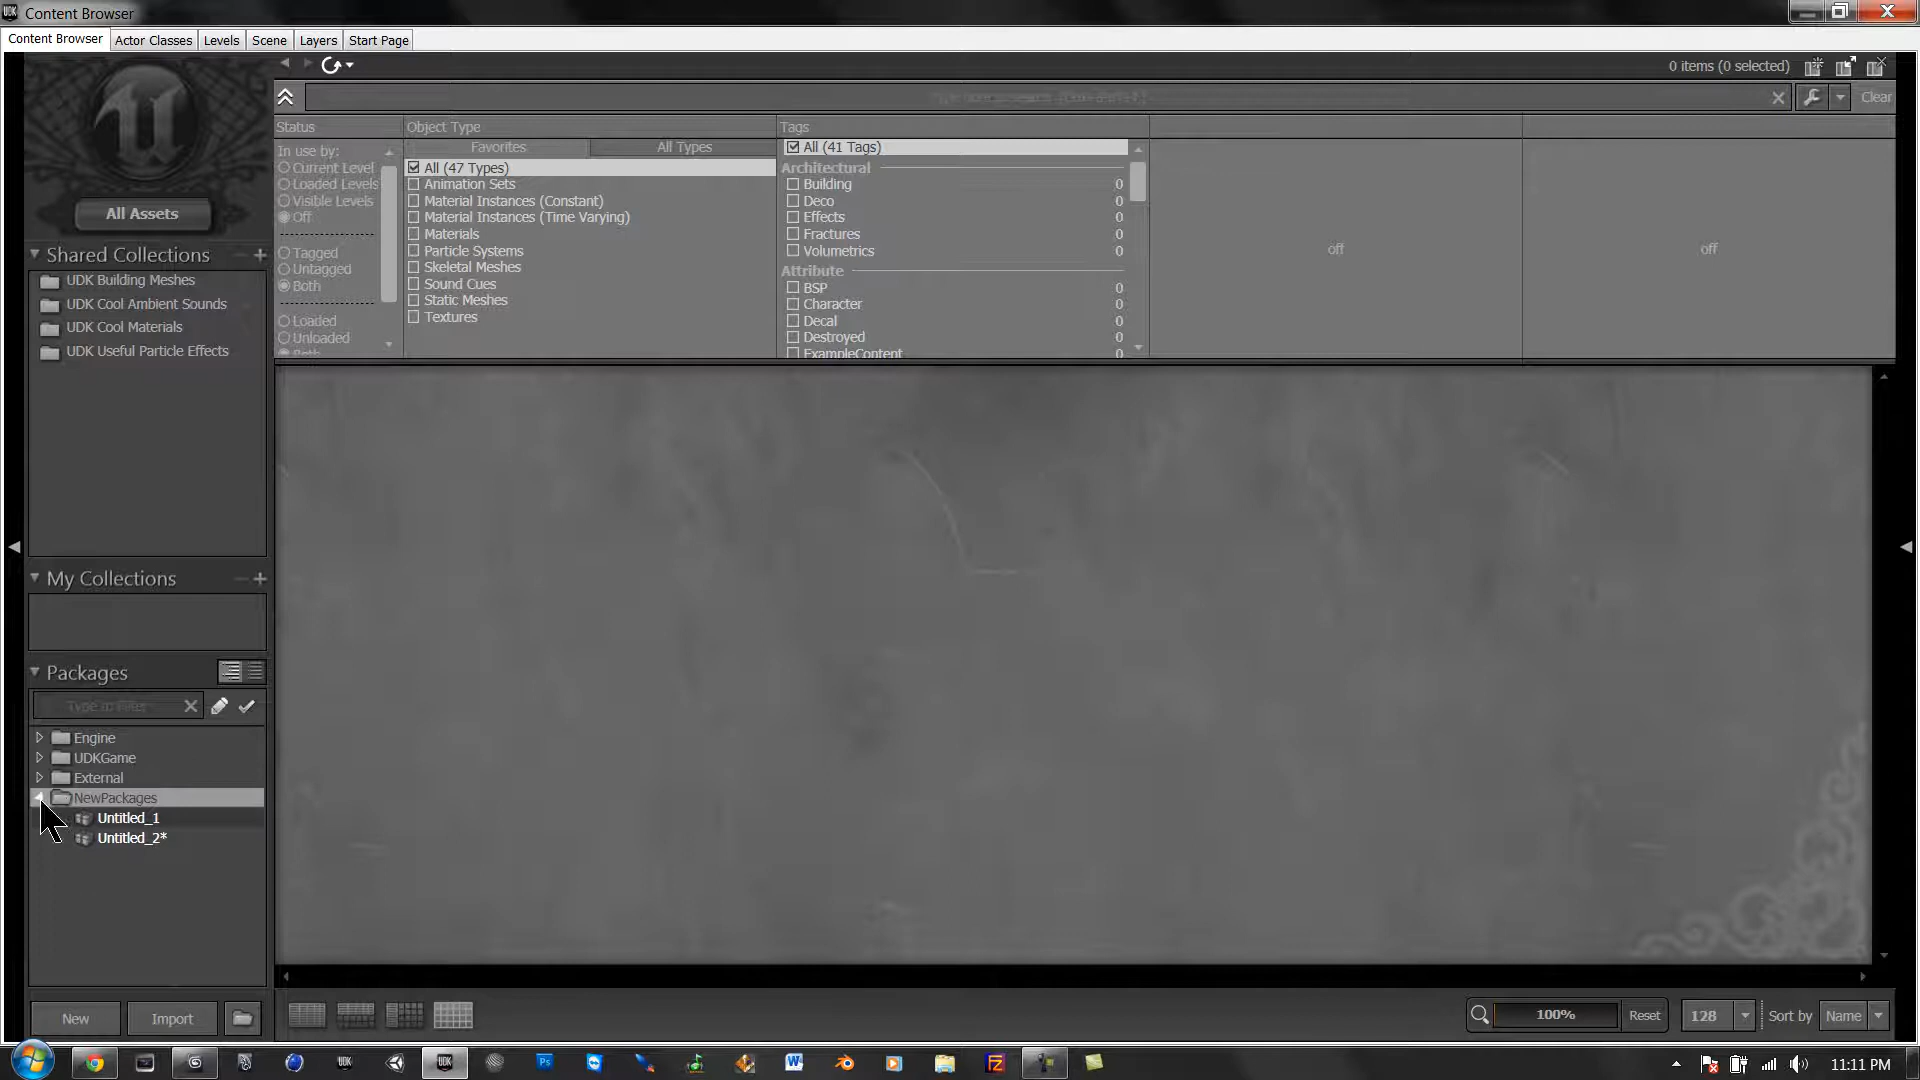 Content Browser
Content Browser Actor Classes Levels Scene Layers Start Page
0 items (0 selected)
Clear
Status
In use by:
Current Level
Loaded Levels
Visible Levels
Off
Tagged
Untagged
Both
Loaded
Unloaded
Both
Object Type
Favorites All Types
All (47 Types)
Animation Sets
Material Instances (Constant)
Material Instances (Time Varying)
Materials
Particle Systems
Skeletal Meshes
Sound Cues
Static Meshes
Textures
Tags
All (41 Tags)
Architectural
Building 0
Deco 0
Effects 0
Fractures 0
Volumetrics 0
Attribute
BSP 0
Character 0
Decal 0
Destroyed 0
ExampleContent 0
off
off
All Assets
Shared Collections
UDK Building Meshes
UDK Cool Ambient Sounds
UDK Cool Materials
UDK Useful Particle Effects
My Collections
Packages
Type to Filter
Engine
UDKGame
External
NewPackages
Untitled_1
Untitled_2*
New Import
100% Reset 128 Sort by Name
11:11 PM